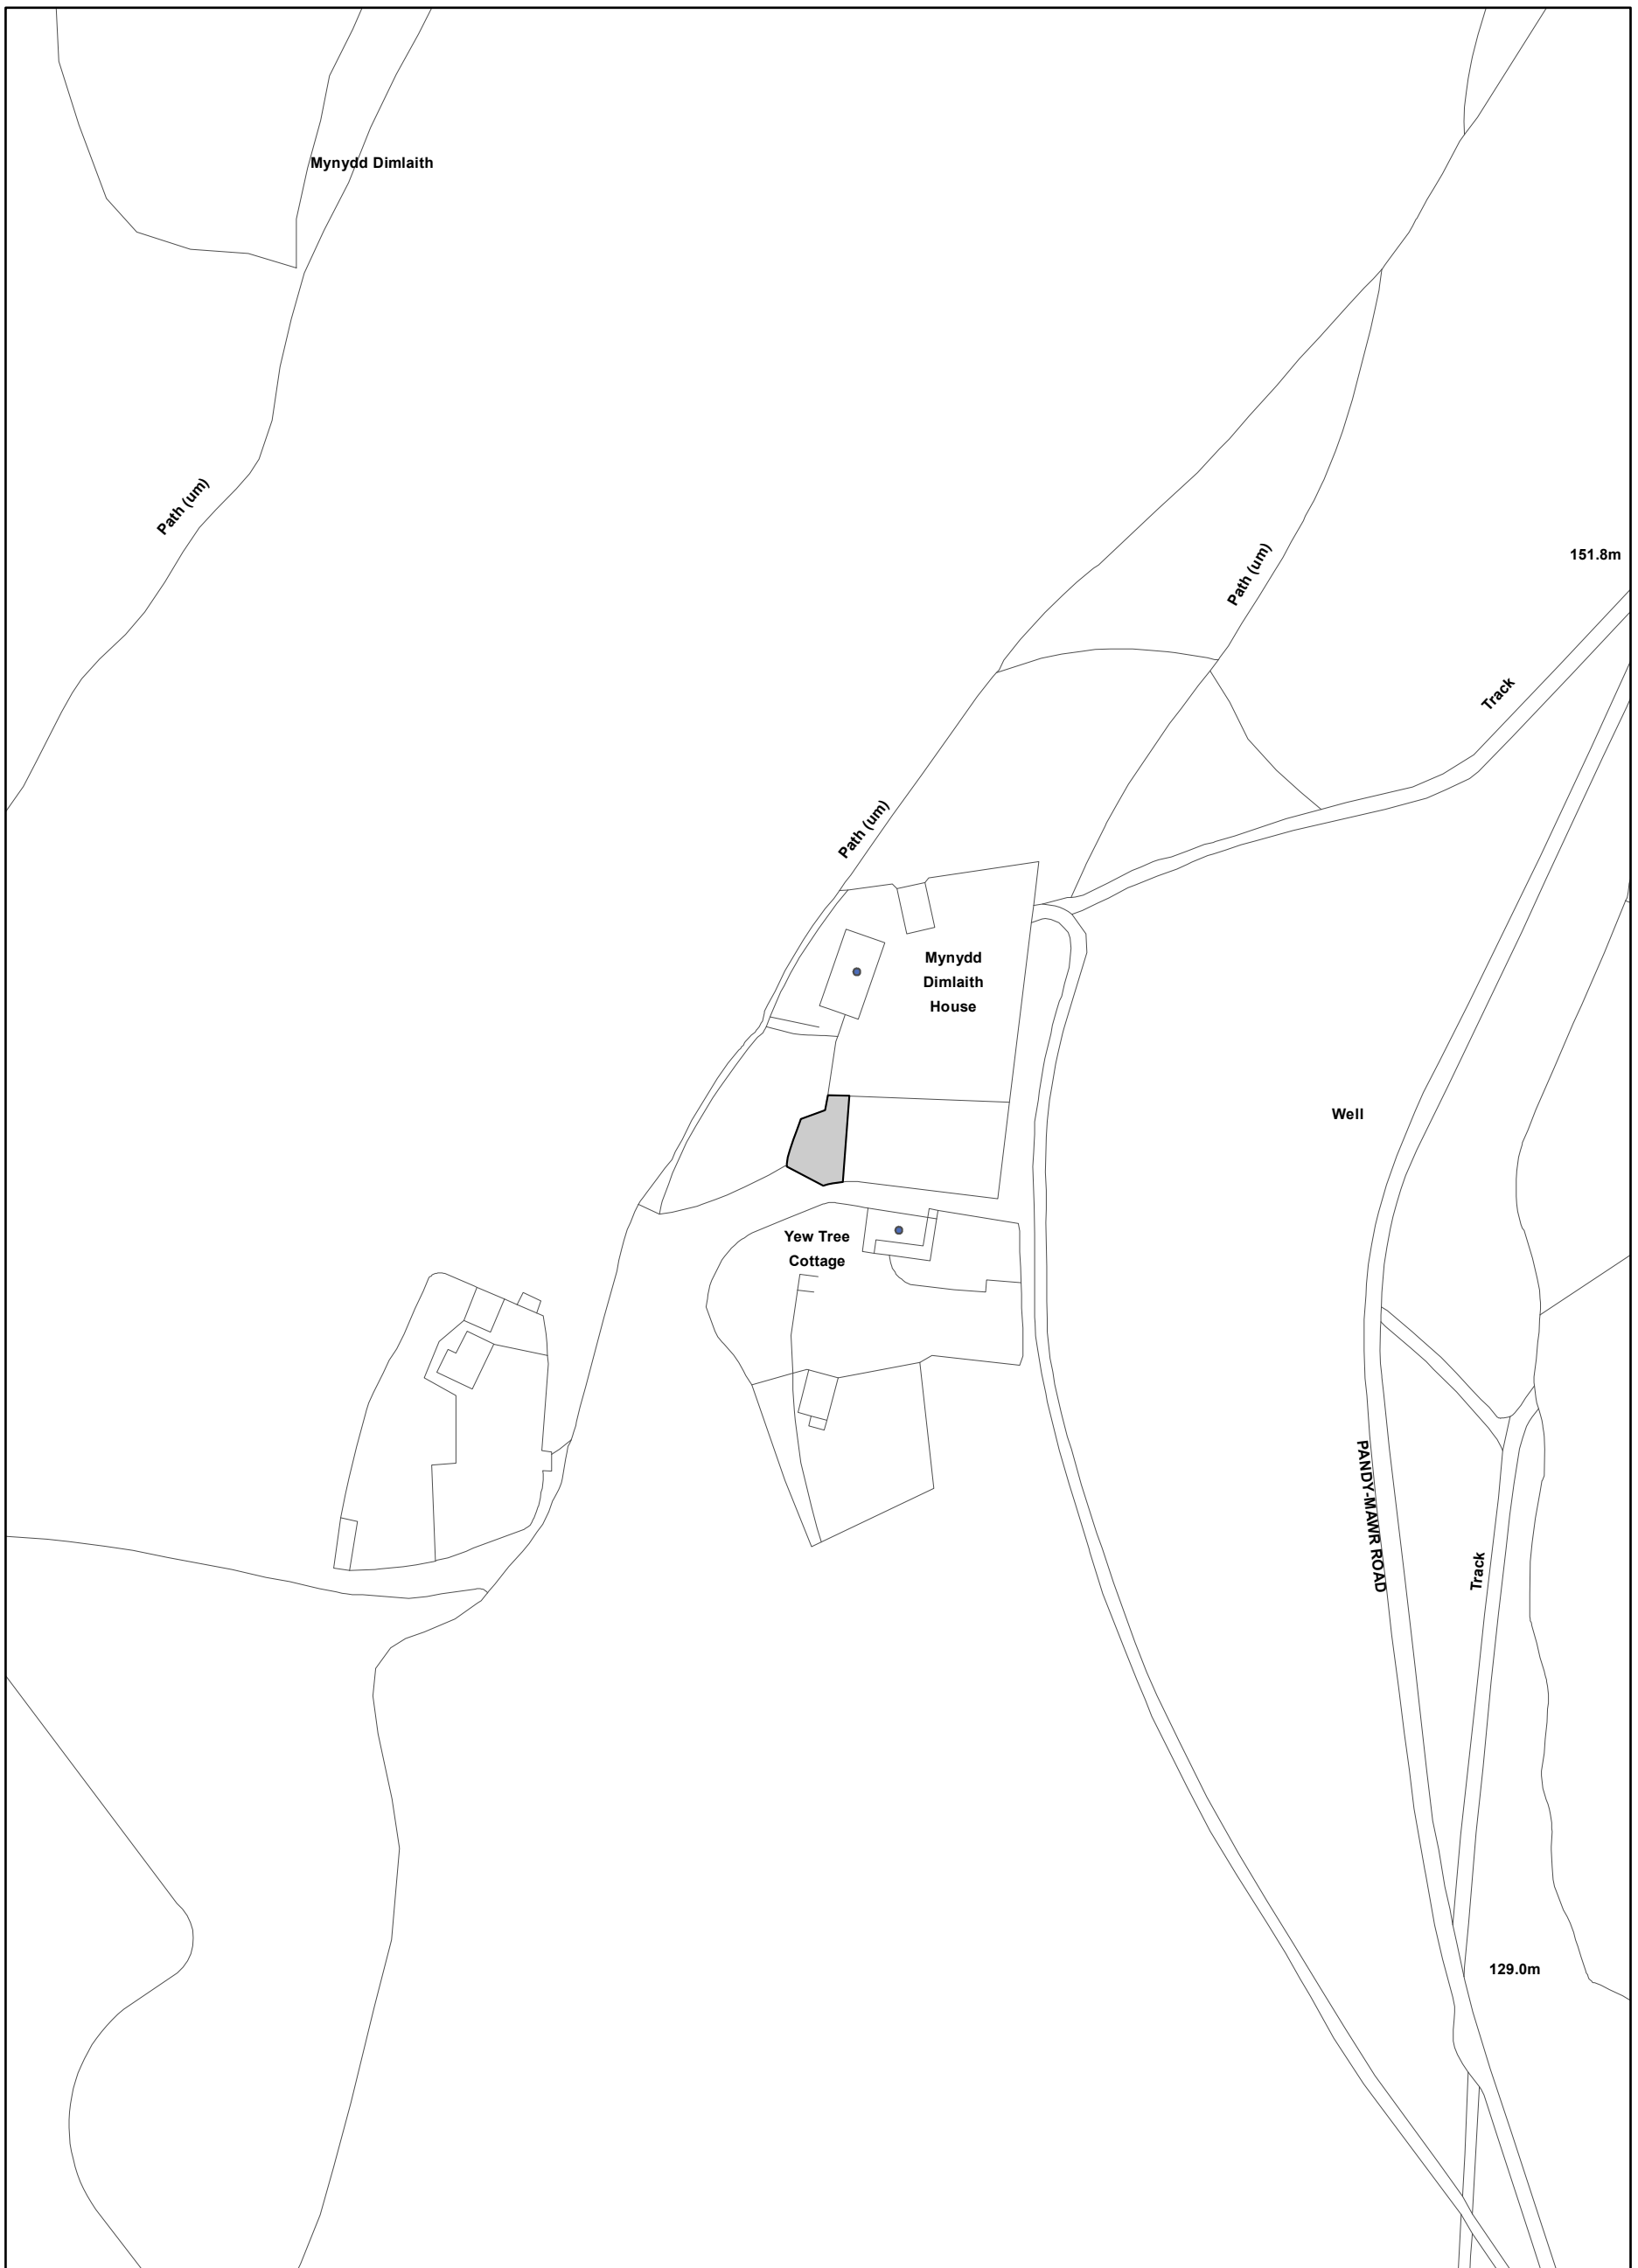 Mynydd Dimlaith
Path (um)
Path (um)
151.8m
Track
Path (um)
Mynydd
Dimlaith
House
Well
Yew Tree
Cottage
PANDY-MAWR ROAD
Track
129.0m